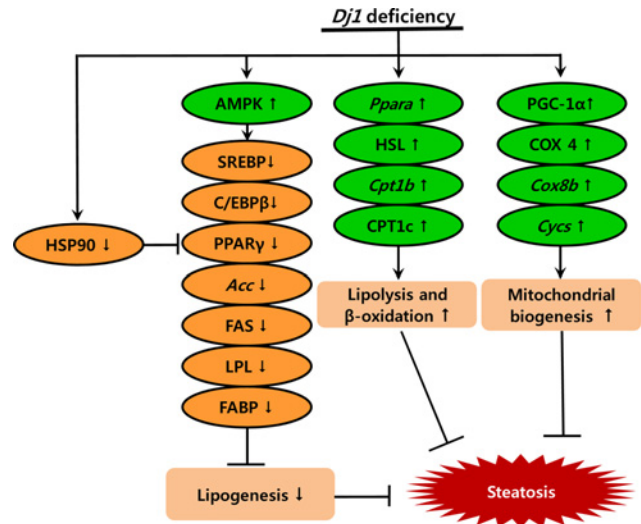 Dj1 deficiency
AMPK ↑
SREBP↓
C/EBPβ↓
PPARγ ↓
Acc ↓
FAS ↓
LPL ↓
FABP ↓
HSP90 ↓
Ppara ↑
HSL ↑
Cpt1b ↑
CPT1c ↑
PGC-1α↑
COX 4 ↑
Cox8b ↑
Cycs ↑
Lipolysis and
β-oxidation ↑
Mitochondrial
biogenesis ↑
Lipogenesis ↓
Steatosis